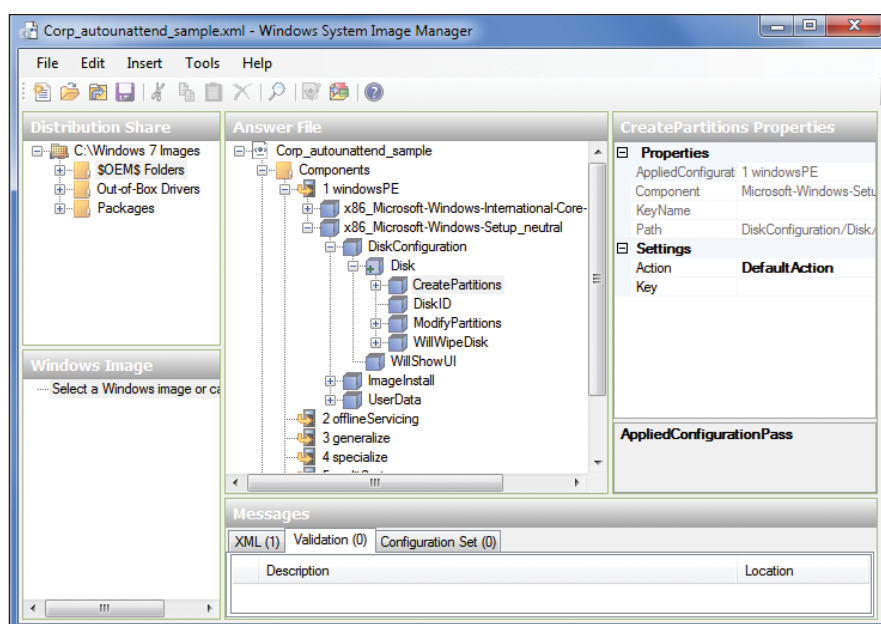 Corp_autounattend_sample.xml - Windows System Image Manager
File Edit Insert Tools Help
Distribution Share
C:\Windows 7 Images
$OEM$ Folders
Out-of-Box Drivers
Packages
Windows Image
Select a Windows image or ca
Answer File
Corp_autounattend_sample
Components
1 windowsPE
x86_Microsoft-Windows-International-Core-
x86_Microsoft-Windows-Setup_neutral
DiskConfiguration
Disk
CreatePartitions
DiskID
ModifyPartitions
WillWipeDisk
WillShowUI
ImageInstall
UserData
2 offlineServicing
3 generalize
4 specialize
CreatePartitions Properties
Properties
AppliedConfigurat 1 windowsPE
Component Microsoft-Windows-Setu
KeyName
Path DiskConfiguration/Disk/
Settings
Action DefaultAction
Key
AppliedConfigurationPass
Messages
XML (1) Validation (0) Configuration Set (0)
Description Location